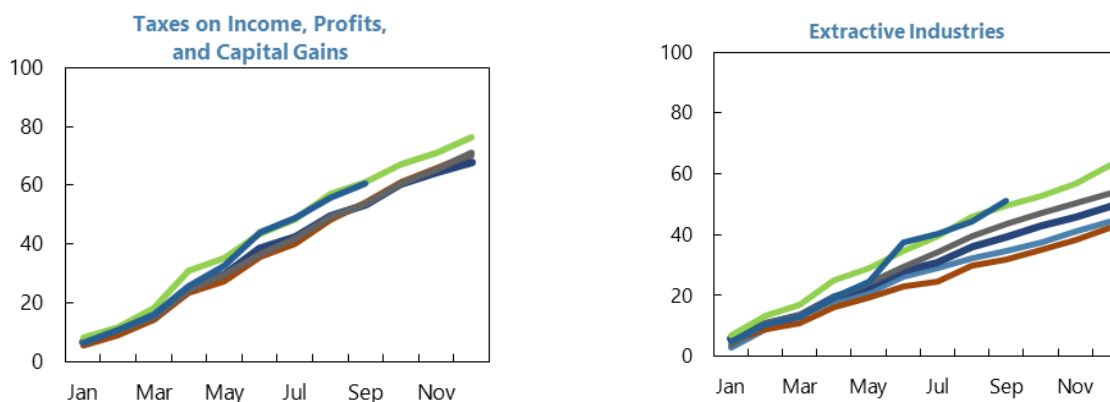 Taxes on Income, Profits,
and Capital Gains
100
80
60
40
20
0
Jan Mar May Jul Sep Nov
Extractive Industries
100
80
60
40
20
0
Jan Mar May Jul Sep Nov